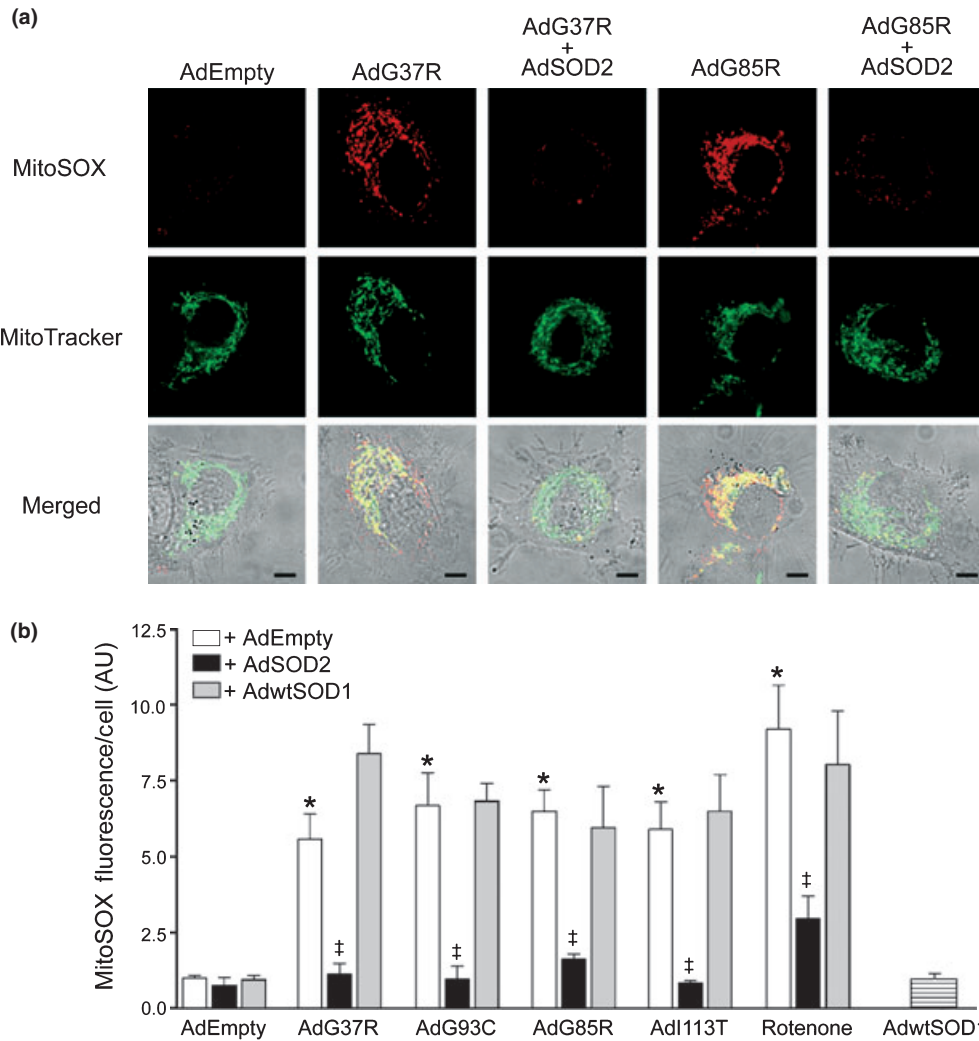 (a)
AdEmpty
AdG37R
AdG37R
+
AdSOD2
AdG85R
AdG85R
+
AdSOD2
MitoSOX
MitoTracker
Merged
(b)
MitoSOX fluorescence/cell (AU)
12.5
10.0
7.5
5.0
2.5
0.0
+ AdEmpty
+ AdSOD2
+ AdwtSOD1
*
*
*
*
*
‡
‡
‡
‡
‡
AdEmpty AdG37R AdG93C AdG85R AdI113T Rotenone AdwtSOD1